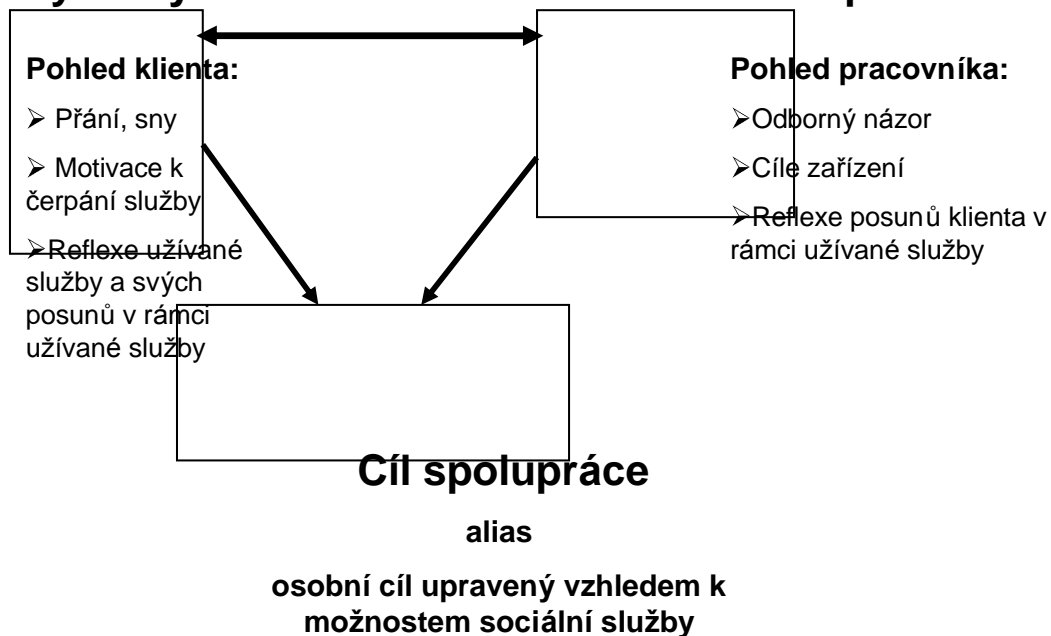 Pohled klienta:
➢ Přání, sny
➢ Motivace k
čerpání služby
➢Reflexe užívané
služby a svých
posunů v rámci
užívané služby
Pohled pracovníka:
➢Odborný názor
➢Cíle zařízení
➢Reflexe posunů klienta v
rámci užívané služby
Cíl spolupráce
alias
osobní cíl upravený vzhledem k
možnostem sociální služby